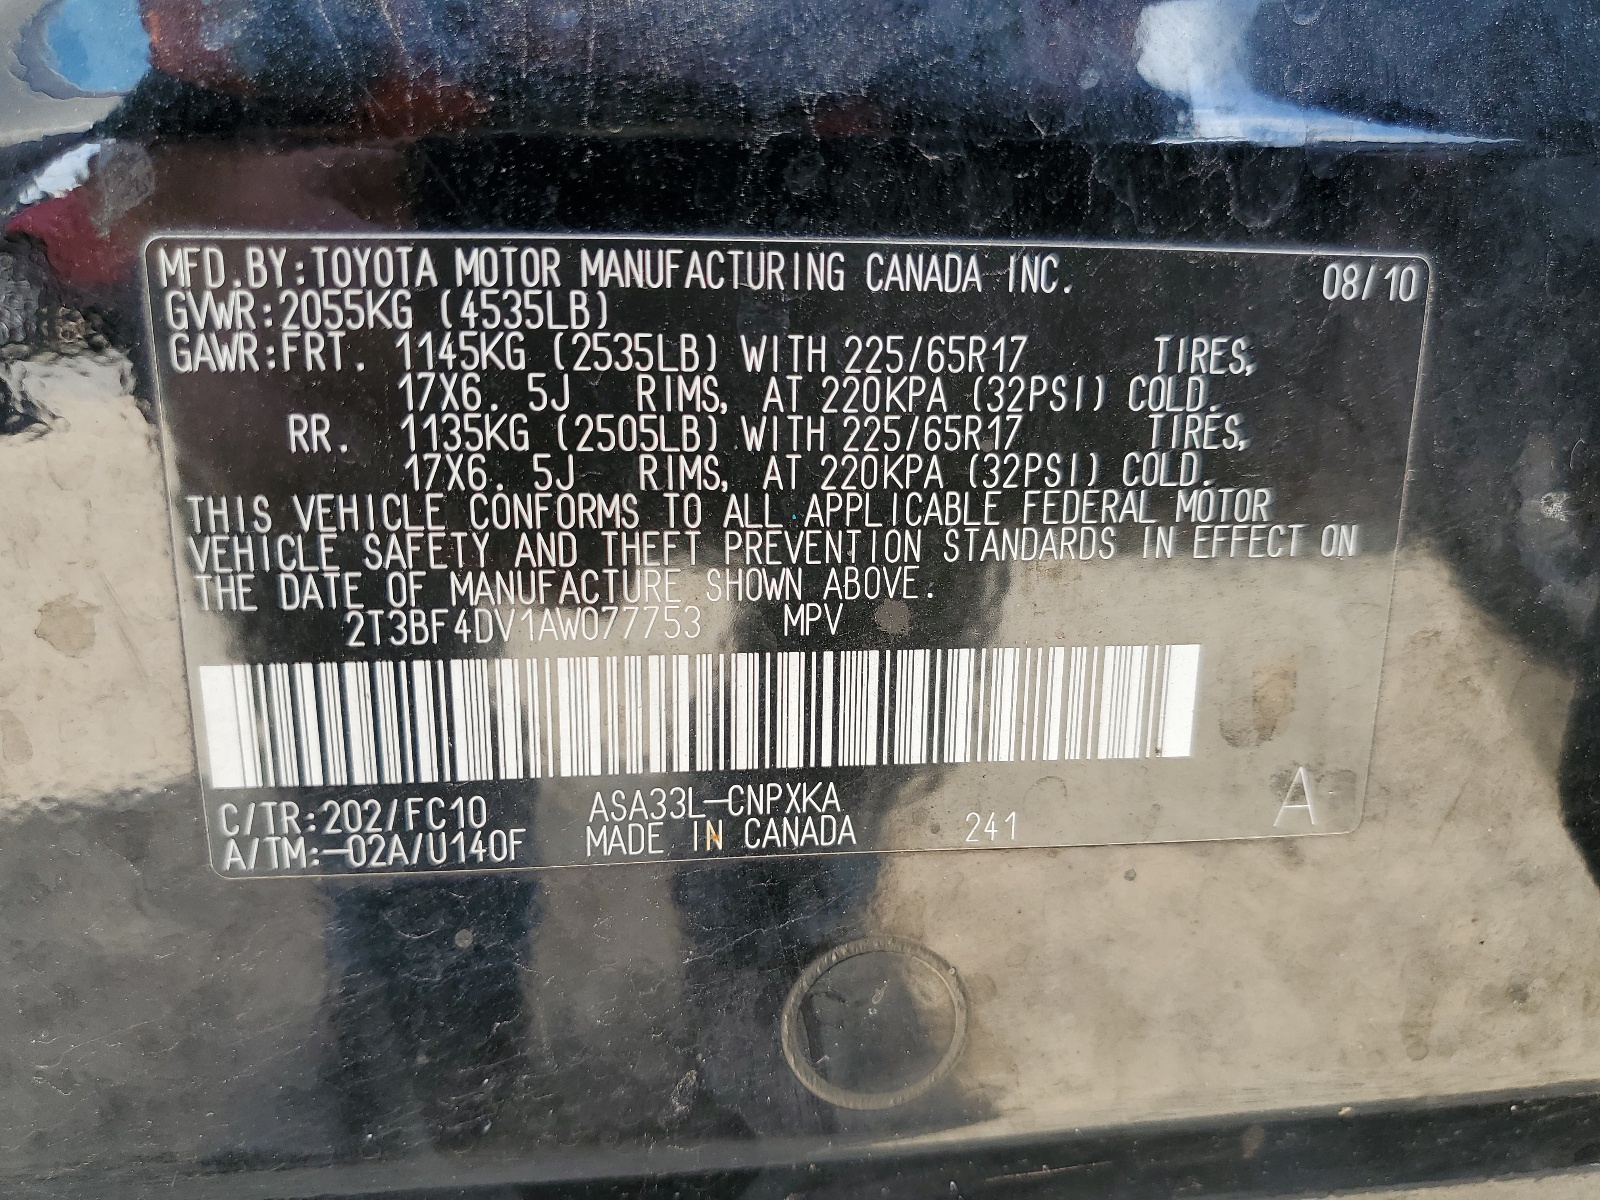 MFD.BY:TOYOTA MOTOR MANUFACTURING CANADA INC. 08/10
GVWR:2055KG (4535LB)
GAWR:FRT. 1145KG (2535LB) WITH 225/65R17 TIRES,
17X6.5J RIMS, AT 220KPA (32PSI) COLD.
RR. 1135KG (2505LB) WITH 225/65R17 TIRES,
17X6.5J RIMS, AT 220KPA (32PSI) COLD.
THIS VEHICLE CONFORMS TO ALL APPLICABLE FEDERAL MOTOR
VEHICLE SAFETY AND THEFT PREVENTION STANDARDS IN EFFECT ON
THE DATE OF MANUFACTURE SHOWN ABOVE.
2T3BF4DV1AW077753 MPV
C/TR:202/FC10 ASA33L-CNPXKA
A/TM:-02A/U140F MADE IN CANADA 241 A